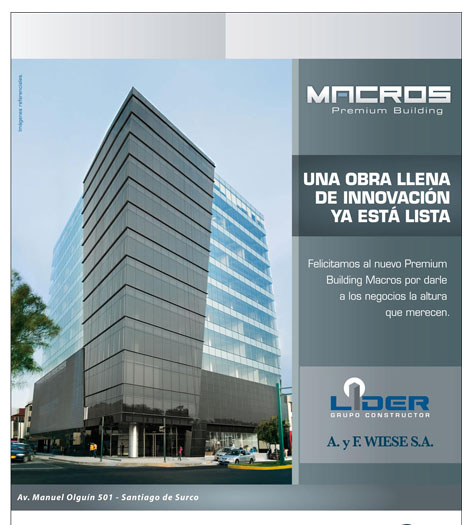 Imágenes referenciales.
MACROS
Premium Building
UNA OBRA LLENA
DE INNOVACIÓN
YA ESTÁ LISTA
Felicitamos al nuevo Premium
Building Macros por darle
a los negocios la altura
que merecen.
LIDER
GRUPO CONSTRUCTOR
A. y F. WIESE S.A.
Av. Manuel Olguin 501 - Santiago de Surco